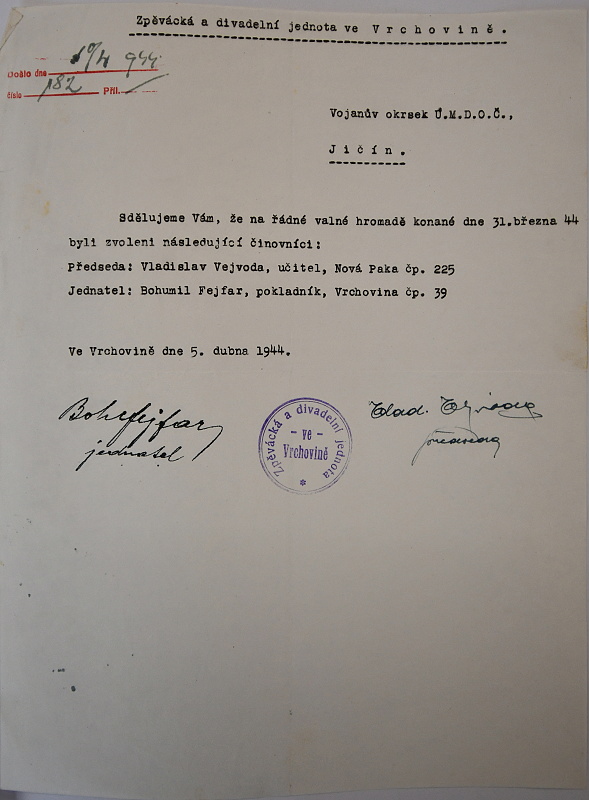 Zpěvácká a divadelní jednota ve Vrchovině.
Došlo dne 10/4 944
číslo 182 Příl.
Vojanův okrsek Ú.M.D.O.Č.,
Jičín.
Sdělujeme Vám, že na řádné valné hromadě konané dne 31.března 44
byli zvoleni následující činovníci:
Předseda: Vladislav Vejvoda, učitel, Nová Paka čp. 225
Jednatel: Bohumil Fejfar, pokladník, Vrchovina čp. 39
Ve Vrchovině dne 5. dubna 1944.
Boh. Fejfar
jednatel
Zpěvácká a divadelní jednota
- ve -
Vrchovině
Vlad. Vejvoda
předseda